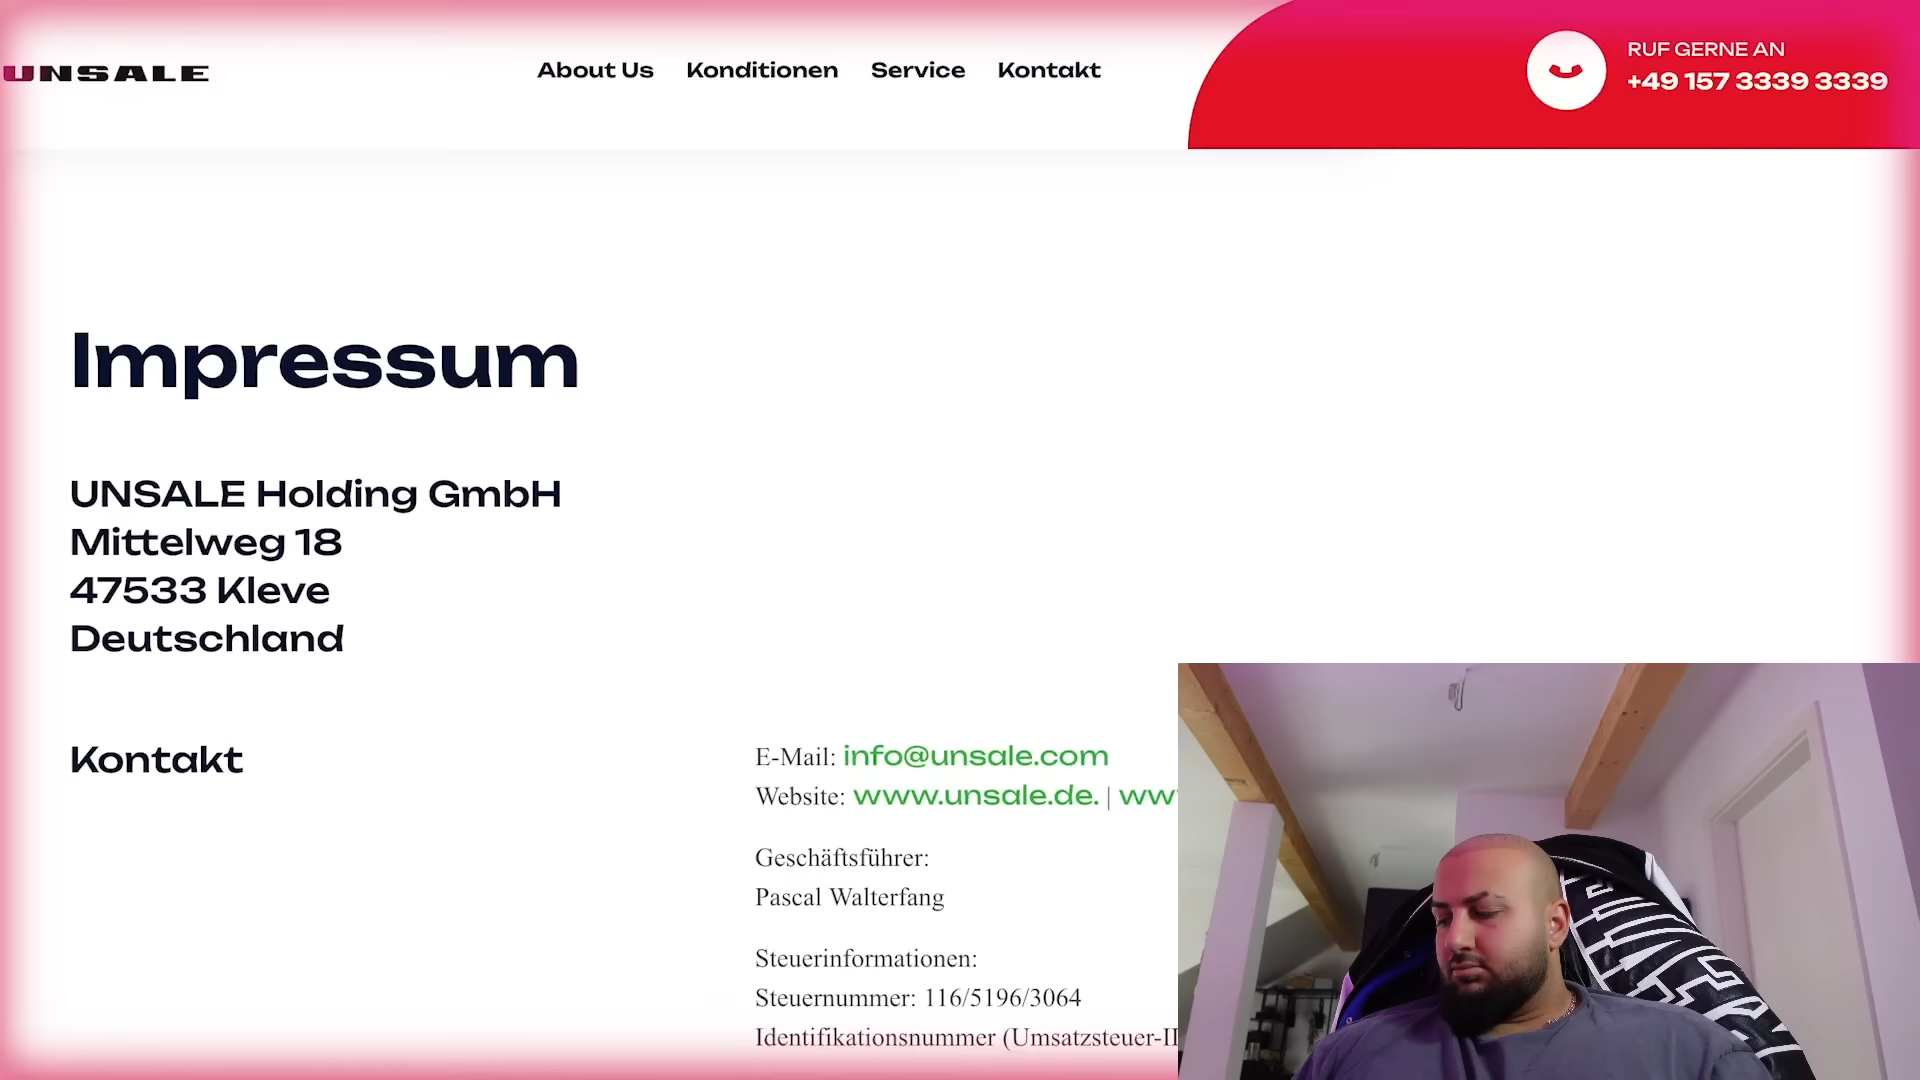 UNSALE
About Us Konditionen Service Kontakt
RUF GERNE AN
+49 157 3339 3339
Impressum
UNSALE Holding GmbH
Mittelweg 18
47533 Kleve
Deutschland
Kontakt
E-Mail: info@unsale.com
Website: www.unsale.de. | www
Geschäftsführer:
Pascal Walterfang
Steuerinformationen:
Steuernummer: 116/5196/3064
Identifikationsnummer (Umsatzsteuer-I